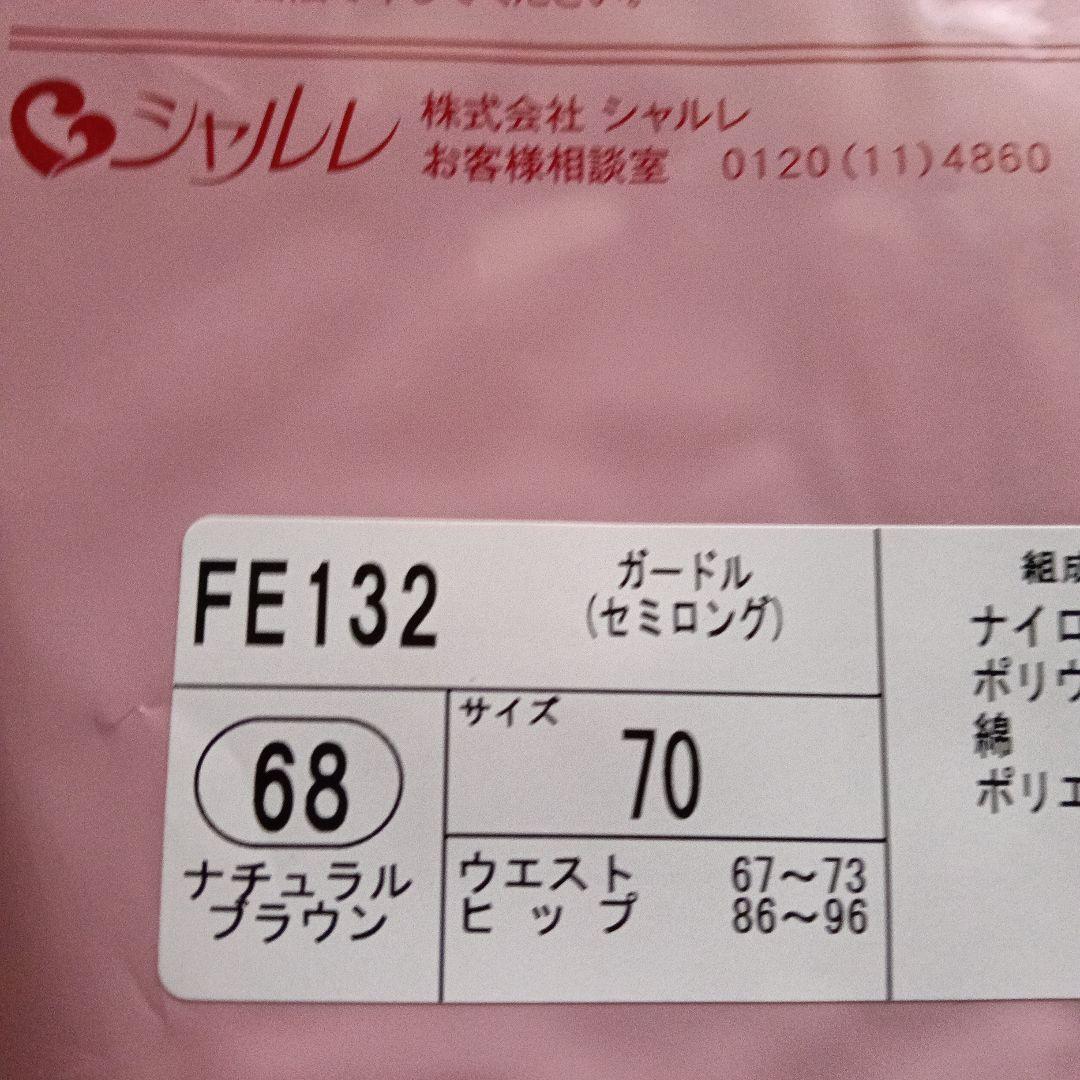 シャルレ
株式会社 シャルレ
お客様相談室 0120(11)4860
FE132
ガードル
(セミロング)
68
ナチュラル
ブラウン
サイズ
70
ウエスト 67〜73
ヒップ 86〜96
組成
ナイロ
ポリウ
綿
ポリエ